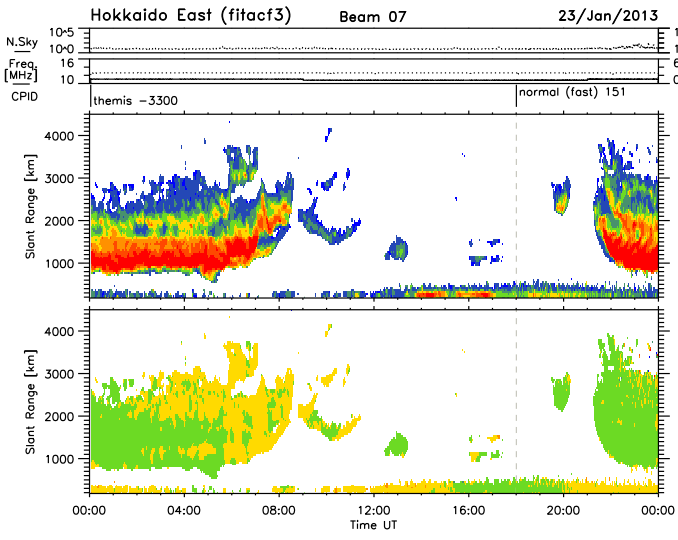 Hokkaido East (fitacf3) Beam 07 23/Jan/2013
N.Sky 10^5 10^0
Freq. [MHz] 16 10 6 0
CPID themis -3300 normal (fast) 151
Slant Range [km]
4000
3000
2000
1000
Slant Range [km]
4000
3000
2000
1000
00:00 04:00 08:00 12:00 16:00 20:00 00:00
Time UT